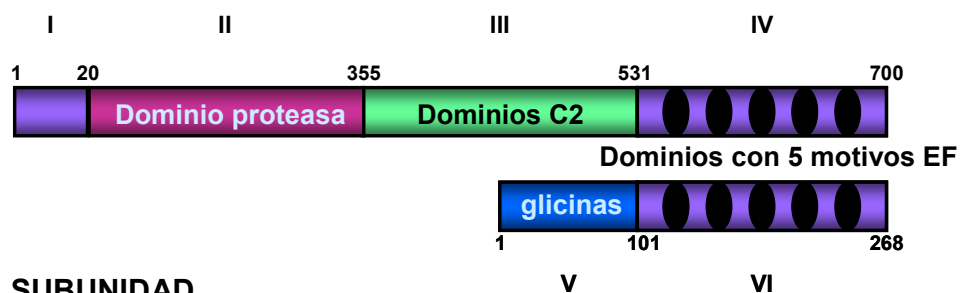 I II III IV
1 20 355 531 700
Dominio proteasa Dominios C2
Dominios con 5 motivos EF
glicinas
1 101 268
V VI
SUBUNIDAD